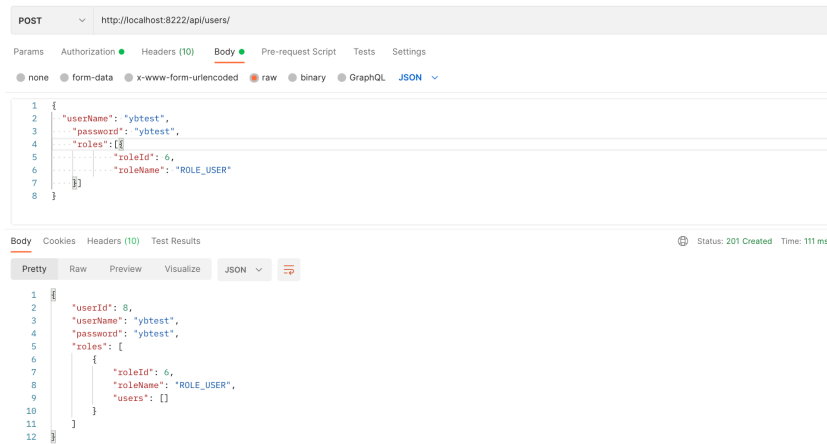 POST http://localhost:8222/api/users/
Params Authorization Headers (10) Body Pre-request Script Tests Settings
none form-data x-www-form-urlencoded raw binary GraphQL JSON
1 {
2 "userName": "ybtest",
3 "password": "ybtest",
4 "roles":[{
5 "roleId": 6,
6 "roleName": "ROLE_USER"
7 }]
8 }
Body Cookies Headers (10) Test Results Status: 201 Created Time: 111 ms
Pretty Raw Preview Visualize JSON
1 {
2 "userId": 8,
3 "userName": "ybtest",
4 "password": "ybtest",
5 "roles": [
6 {
7 "roleId": 6,
8 "roleName": "ROLE_USER",
9 "users": []
10 }
11 ]
12 }